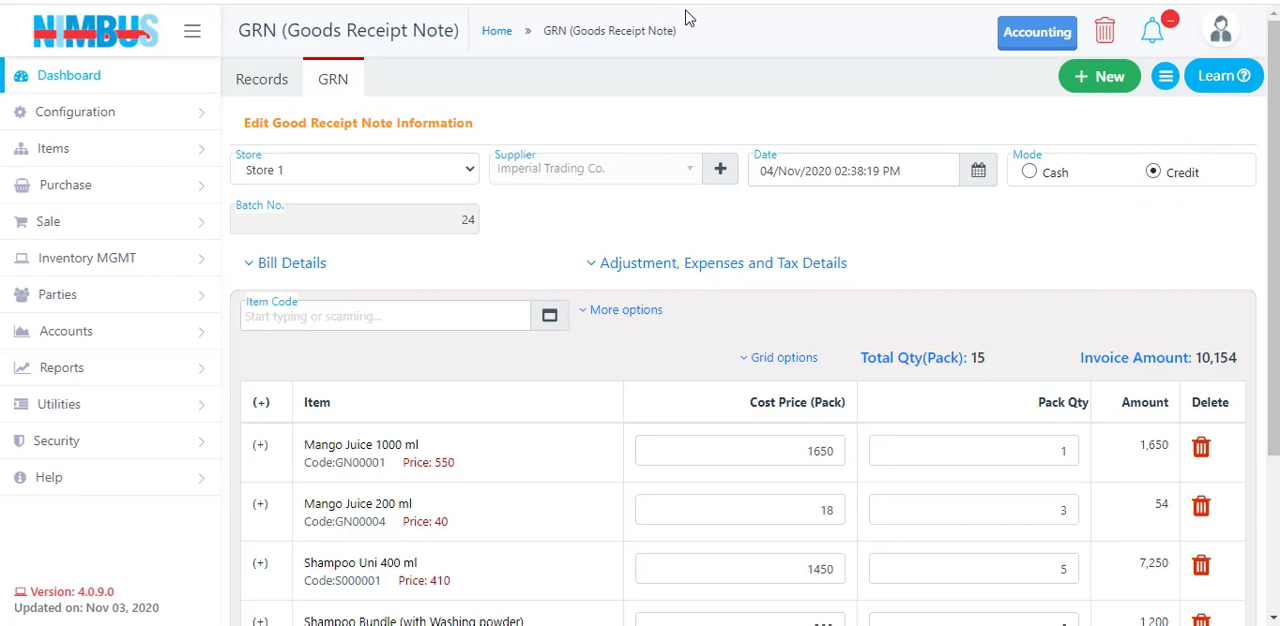 NIMBUS
GRN (Goods Receipt Note)
Home » GRN (Goods Receipt Note)
Accounting
Records
GRN
+ New
Learn
Dashboard
Configuration
Items
Purchase
Sale
Inventory MGMT
Parties
Accounts
Reports
Utilities
Security
Help
Version: 4.0.9.0
Updated on: Nov 03, 2020
Edit Good Receipt Note Information
Store
Store 1
Supplier
Imperial Trading Co.
Date
04/Nov/2020 02:38:19 PM
Mode
Cash
Credit
Batch No.
24
Bill Details
Adjustment, Expenses and Tax Details
Item Code
Start typing or scanning...
More options
Grid options
Total Qty(Pack): 15
Invoice Amount: 10,154
(+) Item Cost Price (Pack) Pack Qty Amount Delete
(+) Mango Juice 1000 ml 1650 1 1,650
Code:GN00001 Price: 550
(+) Mango Juice 200 ml 18 3 54
Code:GN00004 Price: 40
(+) Shampoo Uni 400 ml 1450 5 7,250
Code:S000001 Price: 410
(+) Shampoo Bundle (with Washing powder) 1,200